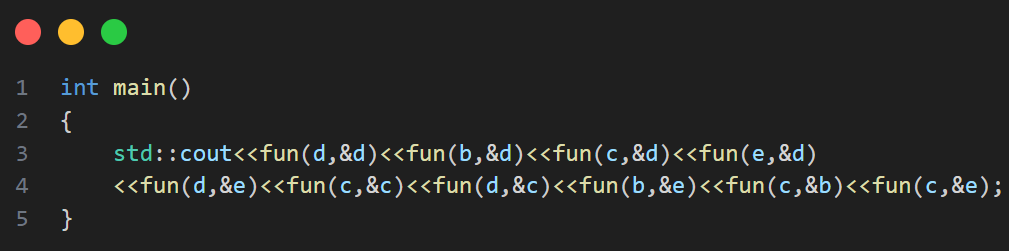 1 int main()
2 {
3 std::cout<<fun(d,&d)<<fun(b,&d)<<fun(c,&d)<<fun(e,&d)
4 <<fun(d,&e)<<fun(c,&c)<<fun(d,&c)<<fun(b,&e)<<fun(c,&b)<<fun(c,&e);
5 }